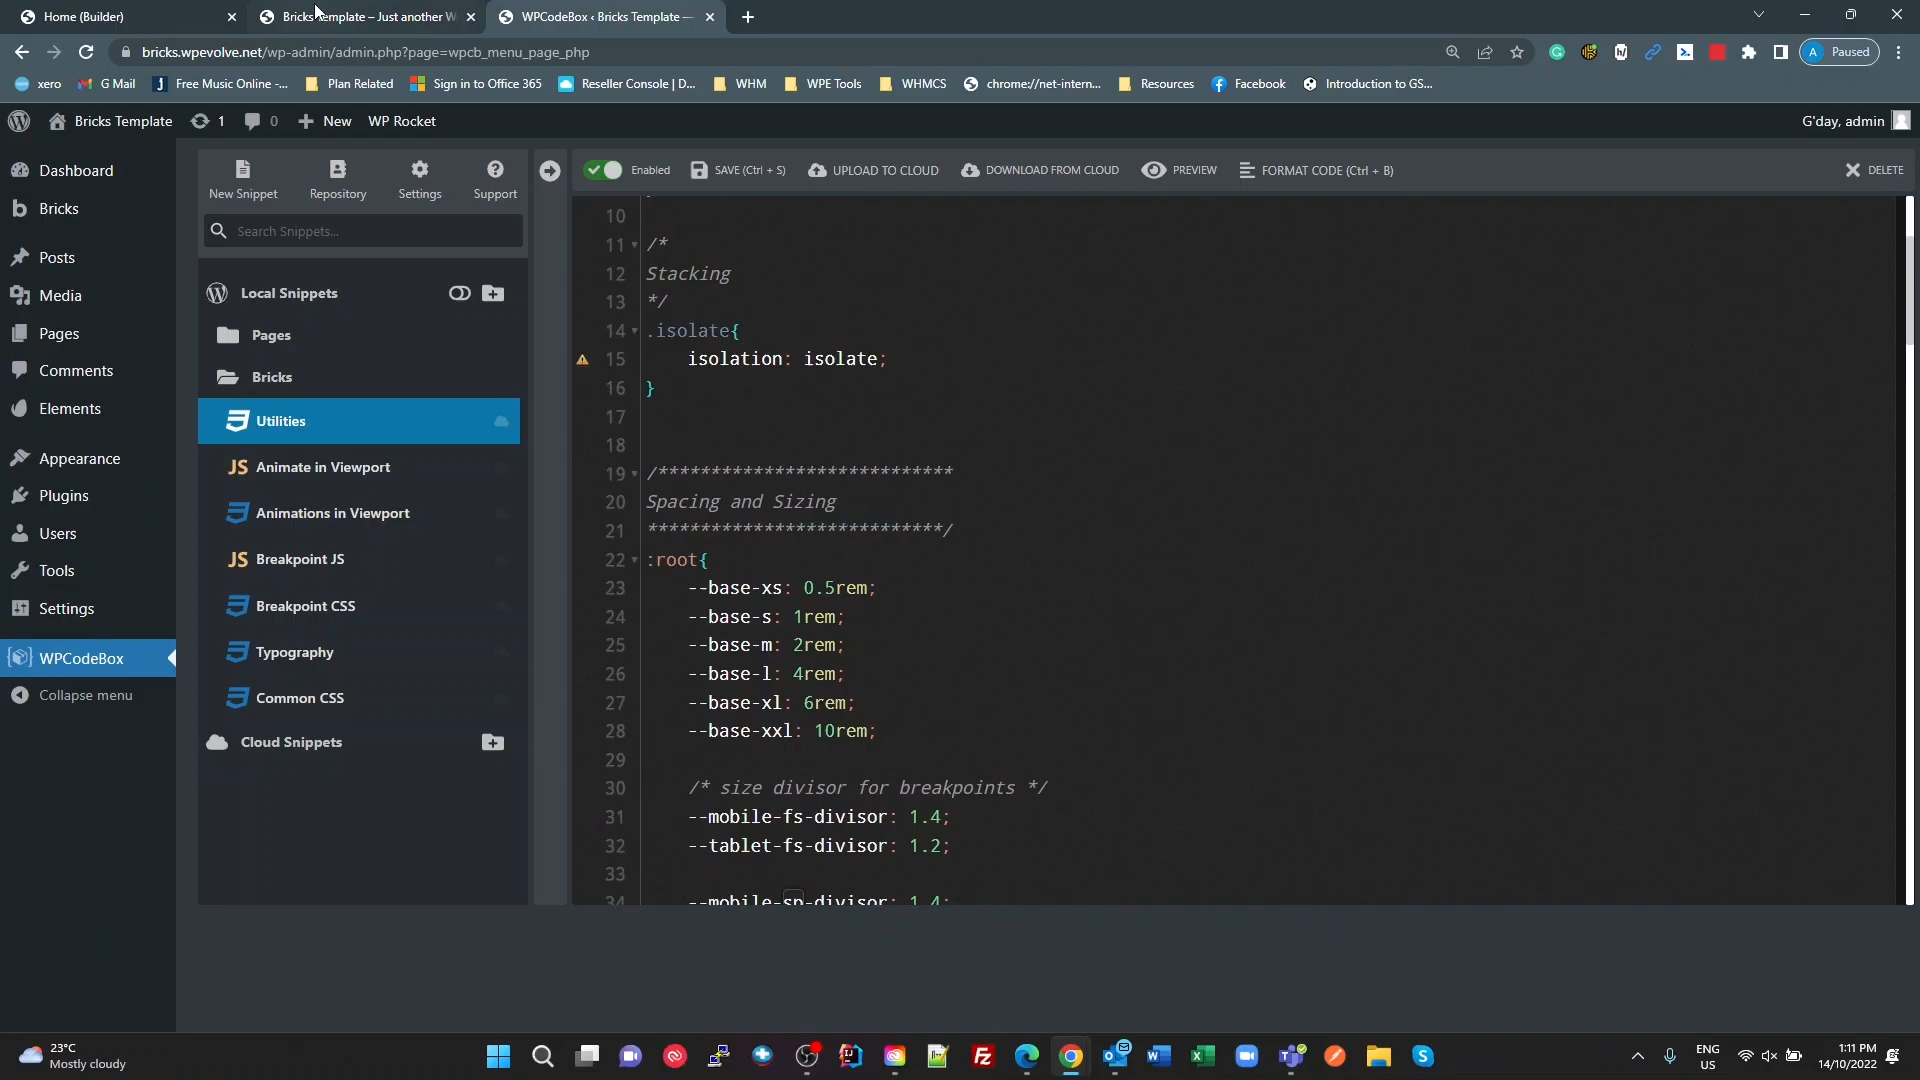 Home (Builder)
Bricks Template – Just another W
WPCodeBox ‹ Bricks Template —
bricks.wpevolve.net/wp-admin/admin.php?page=wpcb_menu_page_php
A Paused
xero
G Mail
Free Music Online -...
Plan Related
Sign in to Office 365
Reseller Console | D...
WHM
WPE Tools
WHMCS
chrome://net-intern...
Resources
Facebook
Introduction to GS...
Bricks Template
1
0
New
WP Rocket
G'day, admin
Dashboard
Bricks
Posts
Media
Pages
Comments
Elements
Appearance
Plugins
Users
Tools
Settings
WPCodeBox
Collapse menu
New Snippet
Repository
Settings
Support
Search Snippets...
Local Snippets
Pages
Bricks
Utilities
JS Animate in Viewport
Animations in Viewport
JS Breakpoint JS
Breakpoint CSS
Typography
Common CSS
Cloud Snippets
Enabled
SAVE (Ctrl + S)
UPLOAD TO CLOUD
DOWNLOAD FROM CLOUD
PREVIEW
FORMAT CODE (Ctrl + B)
DELETE
10
11 /*
12 Stacking
13 */
14 .isolate{
15 isolation: isolate;
16 }
17
18
19 /****************************
20 Spacing and Sizing
21 ****************************/
22 :root{
23 --base-xs: 0.5rem;
24 --base-s: 1rem;
25 --base-m: 2rem;
26 --base-l: 4rem;
27 --base-xl: 6rem;
28 --base-xxl: 10rem;
29
30 /* size divisor for breakpoints */
31 --mobile-fs-divisor: 1.4;
32 --tablet-fs-divisor: 1.2;
33
34 --mobile-sp-divisor: 1.4;
23°C
Mostly cloudy
ENG
US
1:11 PM
14/10/2022